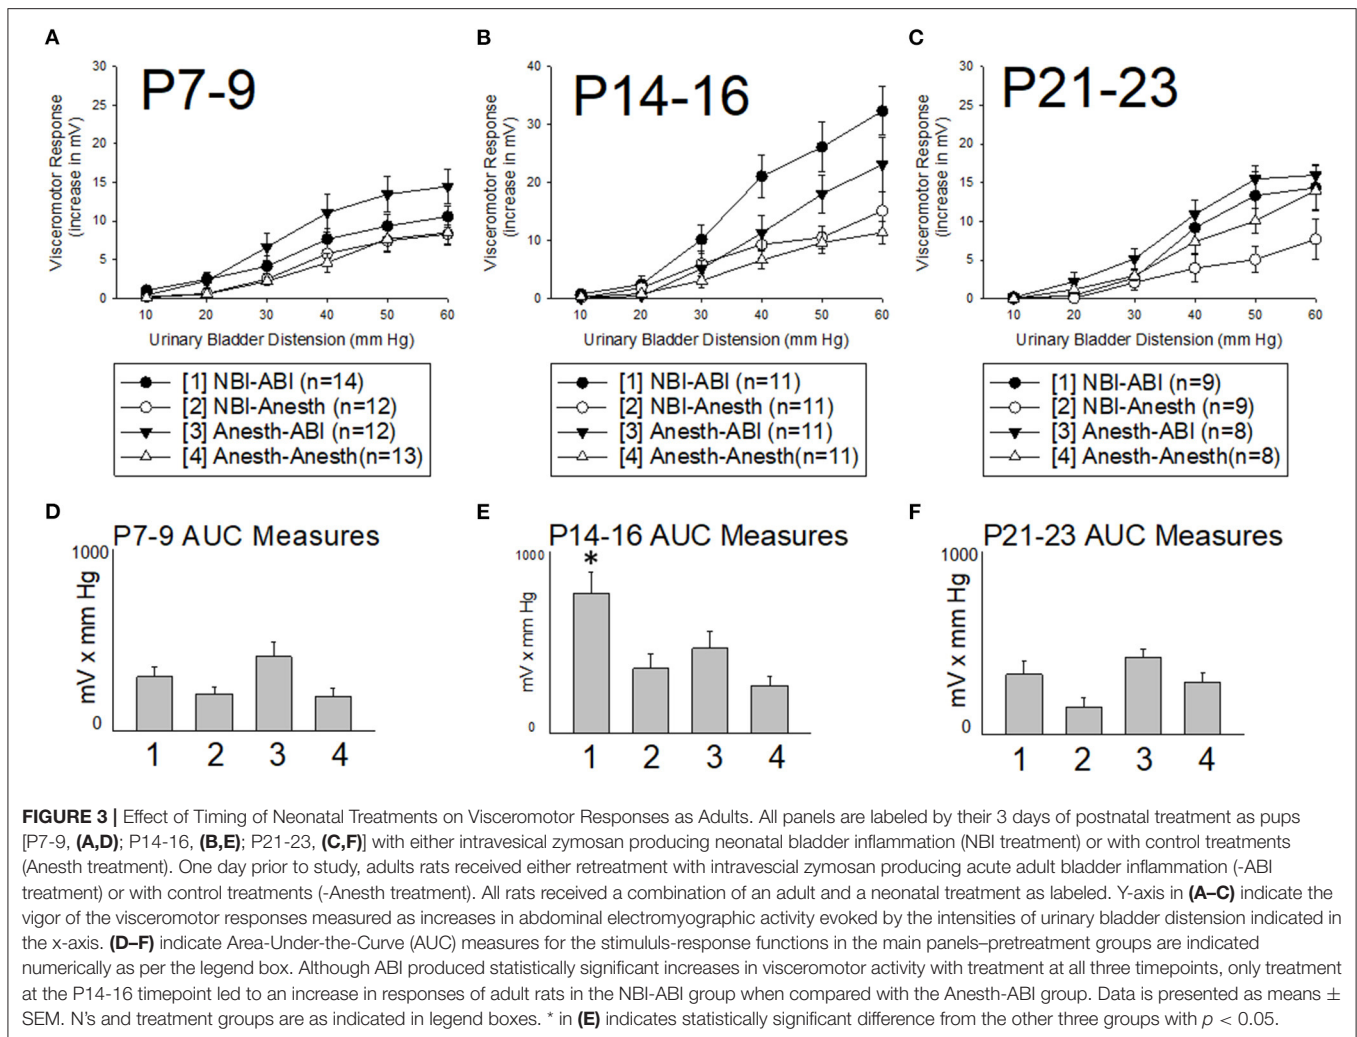 A
B
C
P7-9
P14-16
P21-23
Visceromotor Response
(increase in mV)
30
25
20
15
10
5
0
10 20 30 40 50 60
Urinary Bladder Distension (mm Hg)
Visceromotor Response
(increase in mV)
40
30
20
10
0
10 20 30 40 50 60
Urinary Bladder Distension (mm Hg)
Visceromotor Response
(increase in mV)
30
25
20
15
10
5
0
10 20 30 40 50 60
Urinary Bladder Distension (mm Hg)
[1] NBI-ABI (n=14)
[2] NBI-Anesth (n=12)
[3] Anesth-ABI (n=12)
[4] Anesth-Anesth(n=13)
[1] NBI-ABI (n=11)
[2] NBI-Anesth (n=11)
[3] Anesth-ABI (n=11)
[4] Anesth-Anesth(n=11)
[1] NBI-ABI (n=9)
[2] NBI-Anesth (n=9)
[3] Anesth-ABI (n=8)
[4] Anesth-Anesth(n=8)
D
P7-9 AUC Measures
1000
mV x mm Hg
0
1 2 3 4
E
P14-16 AUC Measures
1000
*
mV x mm Hg
0
1 2 3 4
F
P21-23 AUC Measures
1000
mV x mm Hg
0
1 2 3 4
FIGURE 3 | Effect of Timing of Neonatal Treatments on Visceromotor Responses as Adults. All panels are labeled by their 3 days of postnatal treatment as pups
[P7-9, (A,D); P14-16, (B,E); P21-23, (C,F)] with either intravesical zymosan producing neonatal bladder inflammation (NBI treatment) or with control treatments
(Anesth treatment). One day prior to study, adults rats received either retreatment with intravescial zymosan producing acute adult bladder inflammation (-ABI
treatment) or with control treatments (-Anesth treatment). All rats received a combination of an adult and a neonatal treatment as labeled. Y-axis in (A–C) indicate the
vigor of the visceromotor responses measured as increases in abdominal electromyographic activity evoked by the intensities of urinary bladder distension indicated in
the x-axis. (D–F) indicate Area-Under-the-Curve (AUC) measures for the stimululs-response functions in the main panels–pretreatment groups are indicated
numerically as per the legend box. Although ABI produced statistically significant increases in visceromotor activity with treatment at all three timepoints, only treatment
at the P14-16 timepoint led to an increase in responses of adult rats in the NBI-ABI group when compared with the Anesth-ABI group. Data is presented as means ±
SEM. N's and treatment groups are as indicated in legend boxes. * in (E) indicates statistically significant difference from the other three groups with p < 0.05.